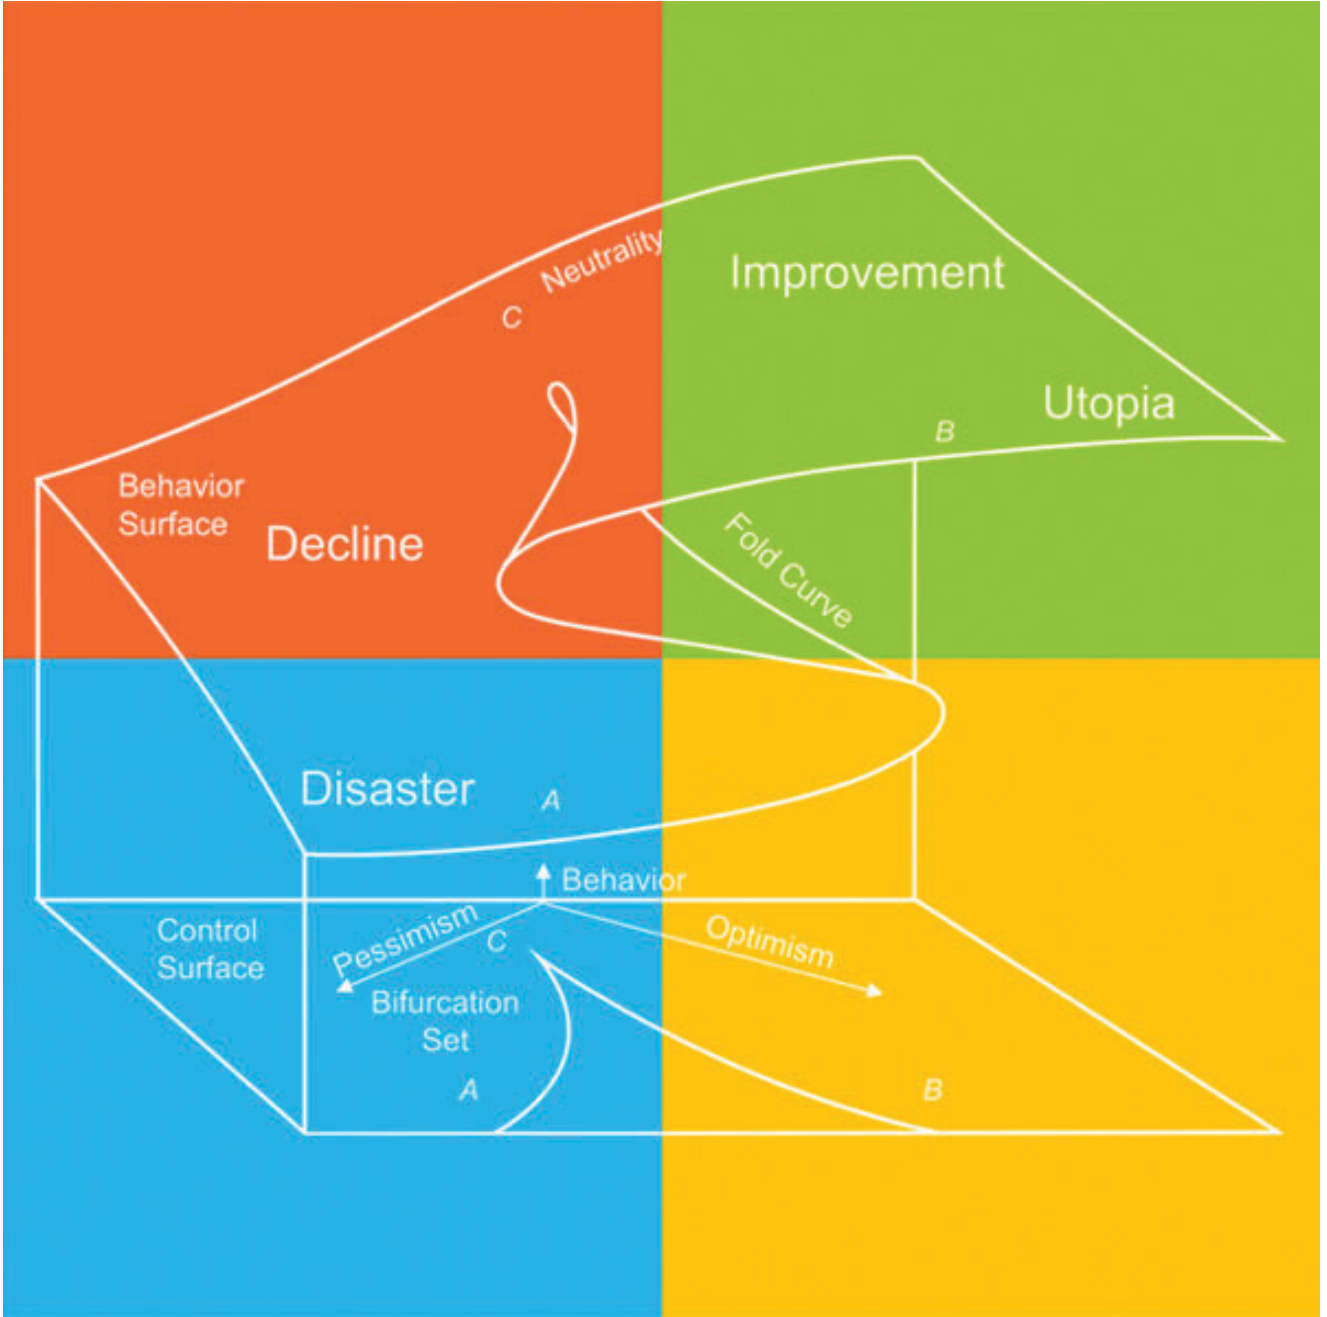 Neutrality
Improvement
C
Utopia
B
Behavior
Surface
Decline
Fold Curve
Disaster
A
Behavior
Control
Surface
Pessimism
C
Optimism
Bifurcation
Set
A
B